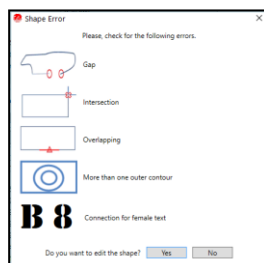 Shape Error
Please, check for the following errors.
Gap
Intersection
Overlapping
More than one outer contour
B 8
Connection for female text
Do you want to edit the shape?
Yes
No